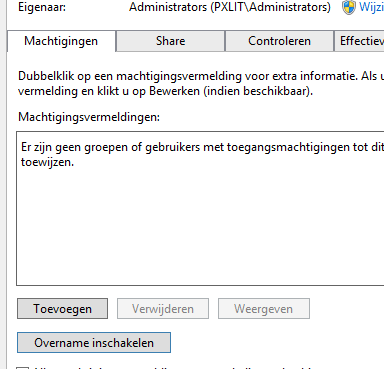 Eigenaar: Administrators (PXLIT\Administrators) Wijzi
Machtigingen Share Controleren Effectiev
Dubbelklik op een machtigingsvermelding voor extra informatie. Als u
vermelding en klikt u op Bewerken (indien beschikbaar).
Machtigingsvermeldingen:
Er zijn geen groepen of gebruikers met toegangsmachtigingen tot dit
toewijzen.
Toevoegen Verwijderen Weergeven
Overname inschakelen